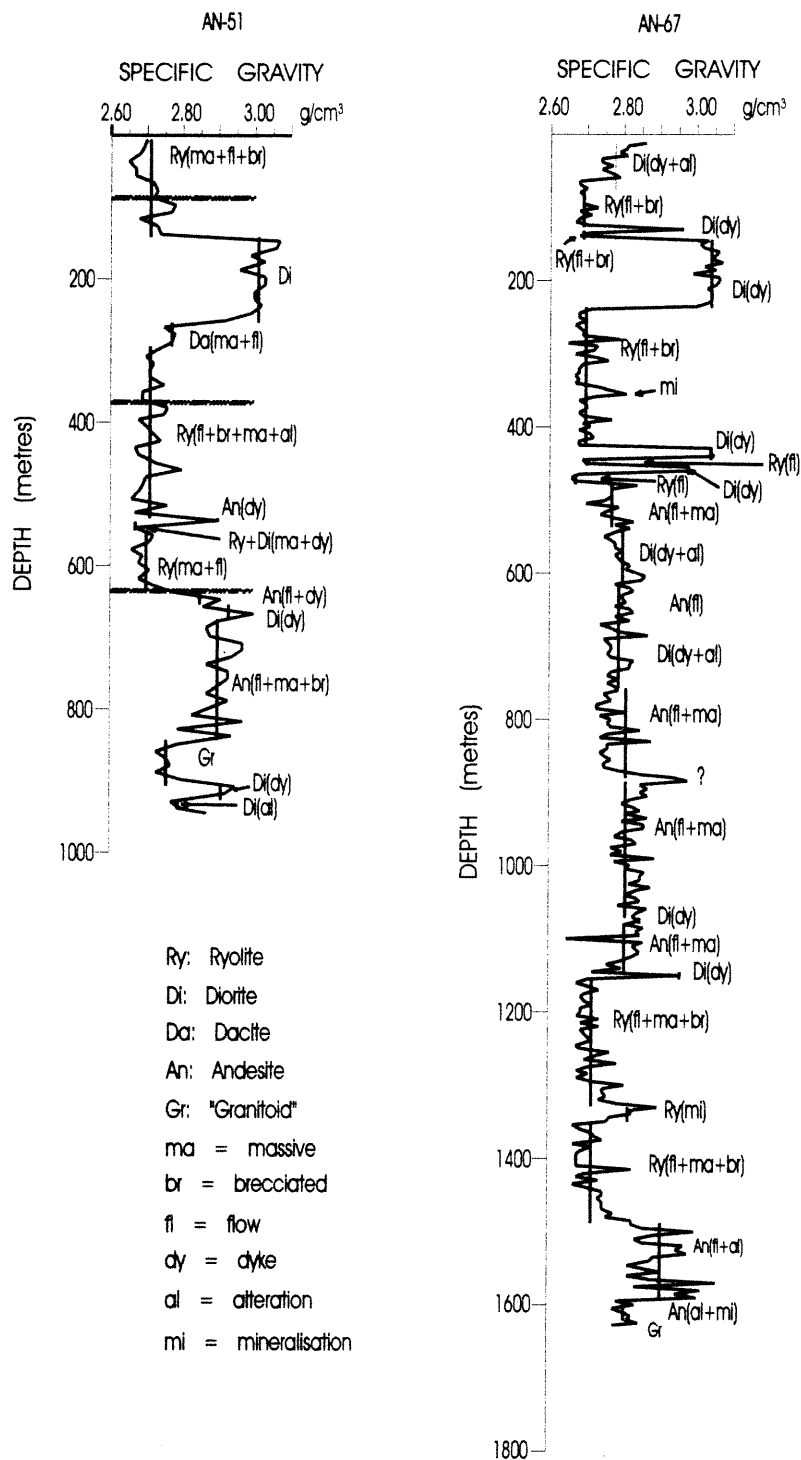 AN-51
SPECIFIC GRAVITY
2.60 2.80 3.00 g/cm³
Ry(ma+fl+br)
200
Di
Da(ma+fl)
400
Ry(fl+br+ma+al)
An(dy)
Ry+Di(ma+dy)
Ry(ma+fl)
600
An(fl+dy)
Di(dy)
An(fl+ma+br)
800
Gr
Di(dy)
Di(al)
1000
DEPTH (metres)
Ry: Ryolite
Di: Diorite
Da: Dacite
An: Andesite
Gr: "Granitoid"
ma = massive
br = brecciated
fl = flow
dy = dyke
al = alteration
mi = mineralisation
AN-67
SPECIFIC GRAVITY
2.60 2.80 3.00 g/cm³
Di(dy+al)
Ry(fl+br)
Di(dy)
Ry(fl+br)
200
Di(dy)
Ry(fl+br)
mi
400
Di(dy)
Ry(fl)
Ry(fl)
Di(dy)
An(fl+ma)
Di(dy+al)
600
An(fl)
Di(dy+al)
An(fl+ma)
800
?
An(fl+ma)
1000
Di(dy)
An(fl+ma)
Di(dy)
1200
Ry(fl+ma+br)
Ry(mi)
1400
Ry(fl+ma+br)
An(fl+al)
1600
An(al+mi)
Gr
1800
DEPTH (metres)